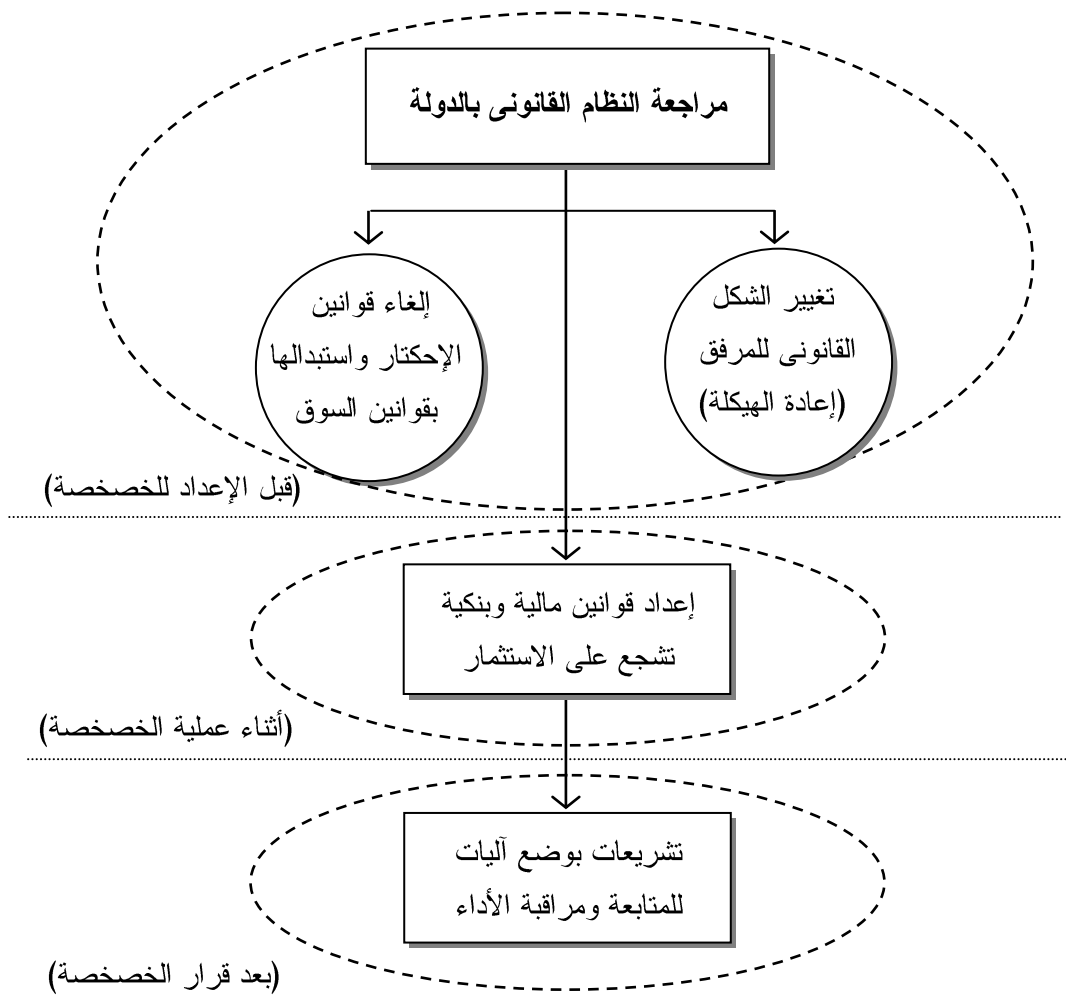 مراجعة النظام القانونى بالدولة
تغيير الشكل
القانونى للمرفق
(إعادة الهيكلة)
إلغاء قوانين
الإحكتار واستبدالها
بقوانين السوق
(قبل الإعداد للخصخصة)
إعداد قوانين مالية وبنكية
تشجع على الاستثمار
(أثناء عملية الخصخصة)
تشريعات بوضع آليات
للمتابعة ومراقبة الأداء
(بعد قرار الخصخصة)